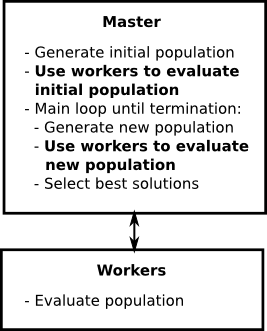 Master
- Generate initial population
- Use workers to evaluate
initial population
- Main loop until termination:
- Generate new population
- Use workers to evaluate
new population
- Select best solutions
Workers
- Evaluate population